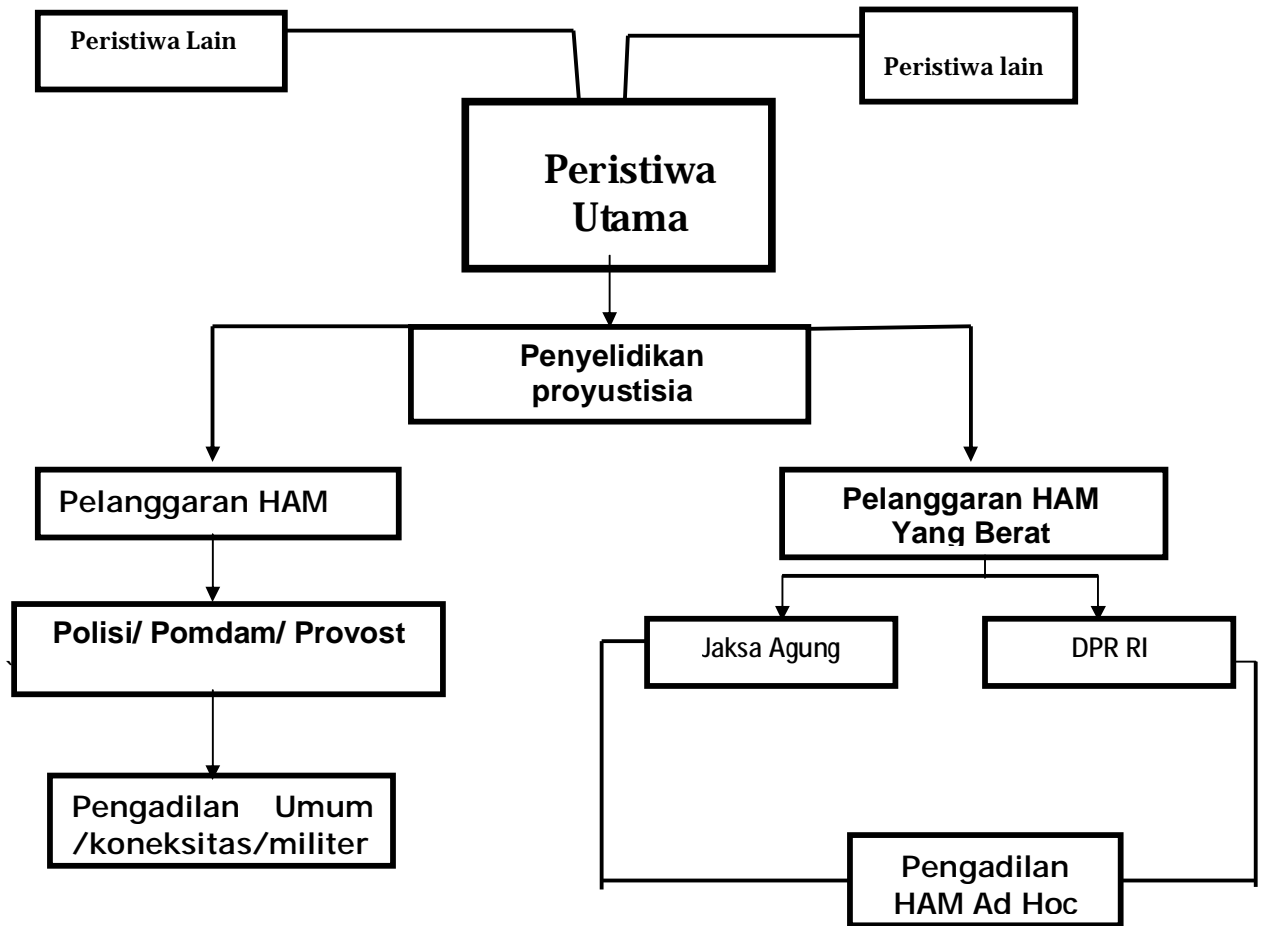 Peristiwa Lain
Peristiwa lain
Peristiwa
Utama
Penyelidikan
proyustisia
Pelanggaran HAM
Pelanggaran HAM
Yang Berat
Polisi/ Pomdam/ Provost
`
Jaksa Agung
DPR RI
Pengadilan Umum
/koneksitas/militer
Pengadilan
HAM Ad Hoc